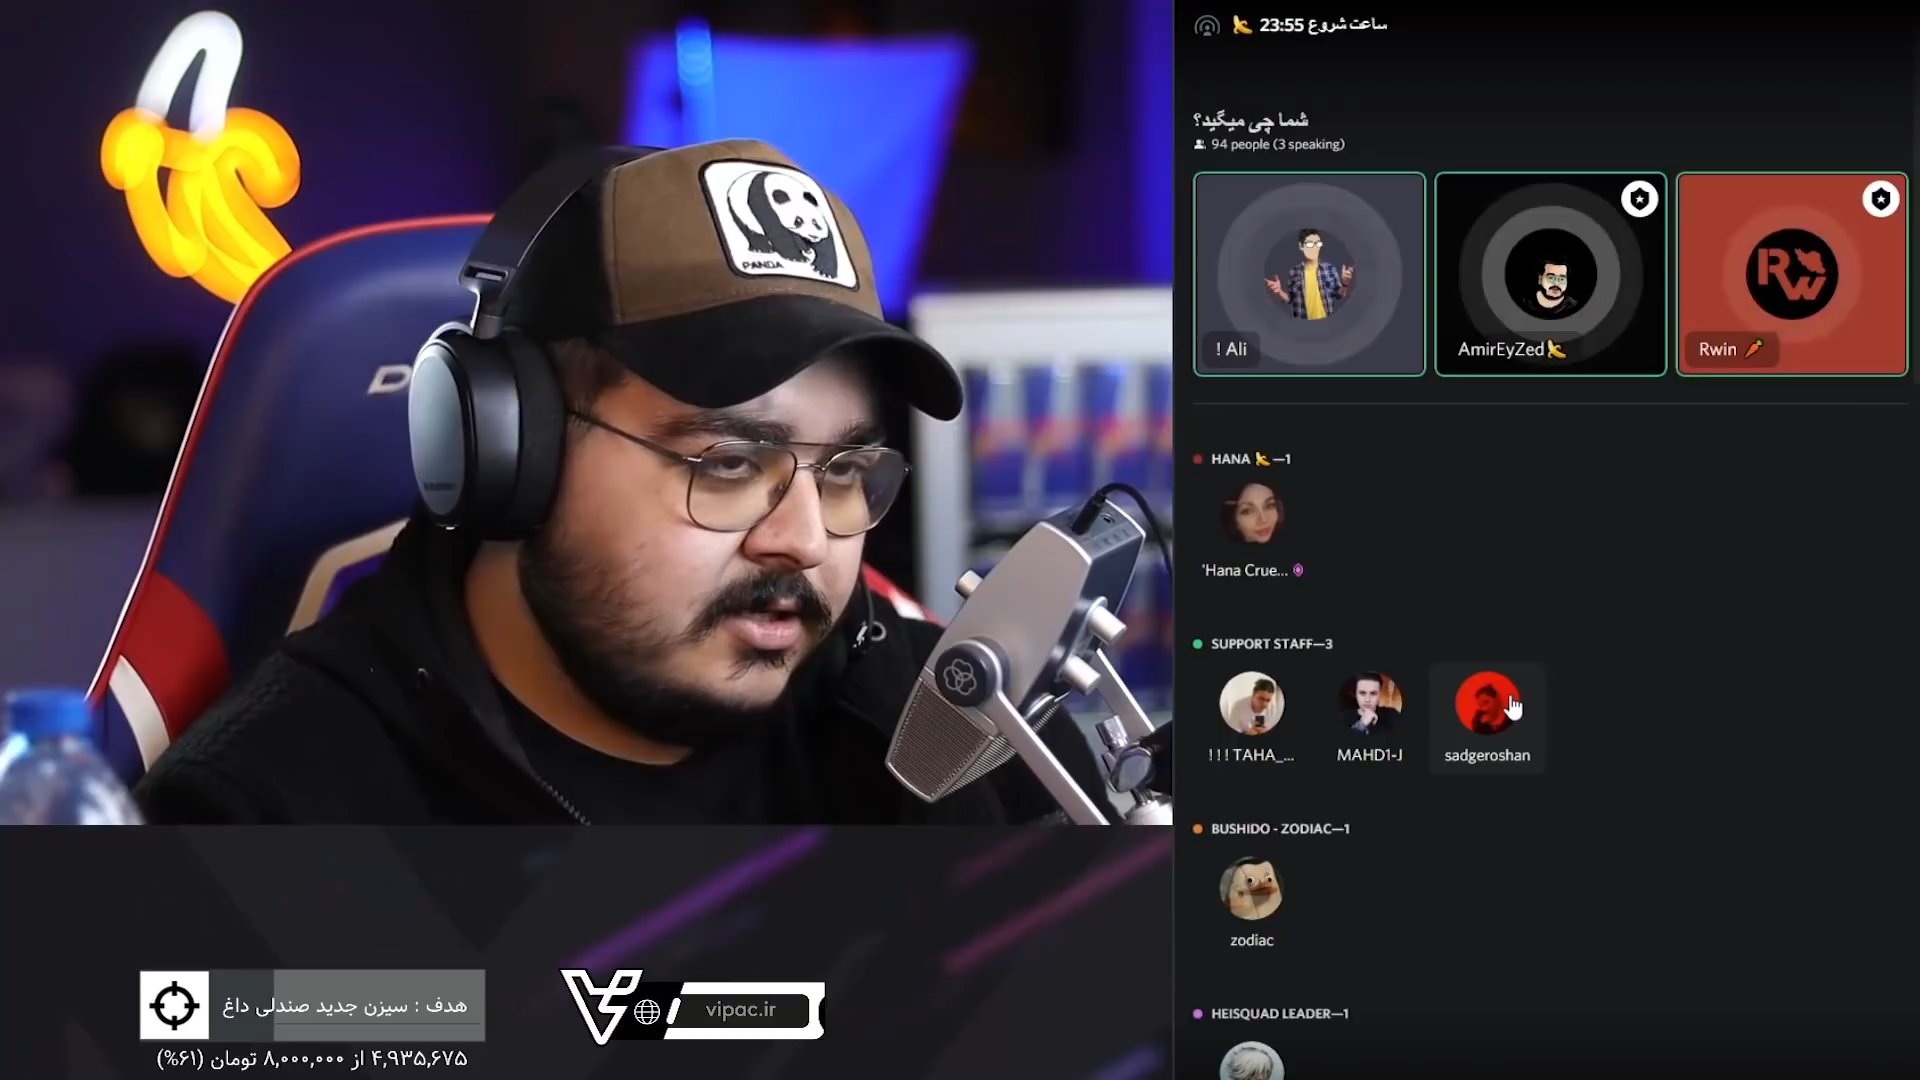 PANDA
ساعت شروع 23:55
شما چی میگید؟
94 people (3 speaking)
! Ali
AmirEyZed
Rwin
RW
HANA —1
'Hana Crue...
SUPPORT STAFF—3
!!! TAHA_...
MAHD1-J
sadgeroshan
BUSHIDO - ZODIAC—1
zodiac
HEISQUAD LEADER—1
هدف : سیزن جدید صندلی داغ
۴,۹۳۵,۶۷۵ از ۸,۰۰۰,۰۰۰ تومان (۶۱%)
vipac.ir